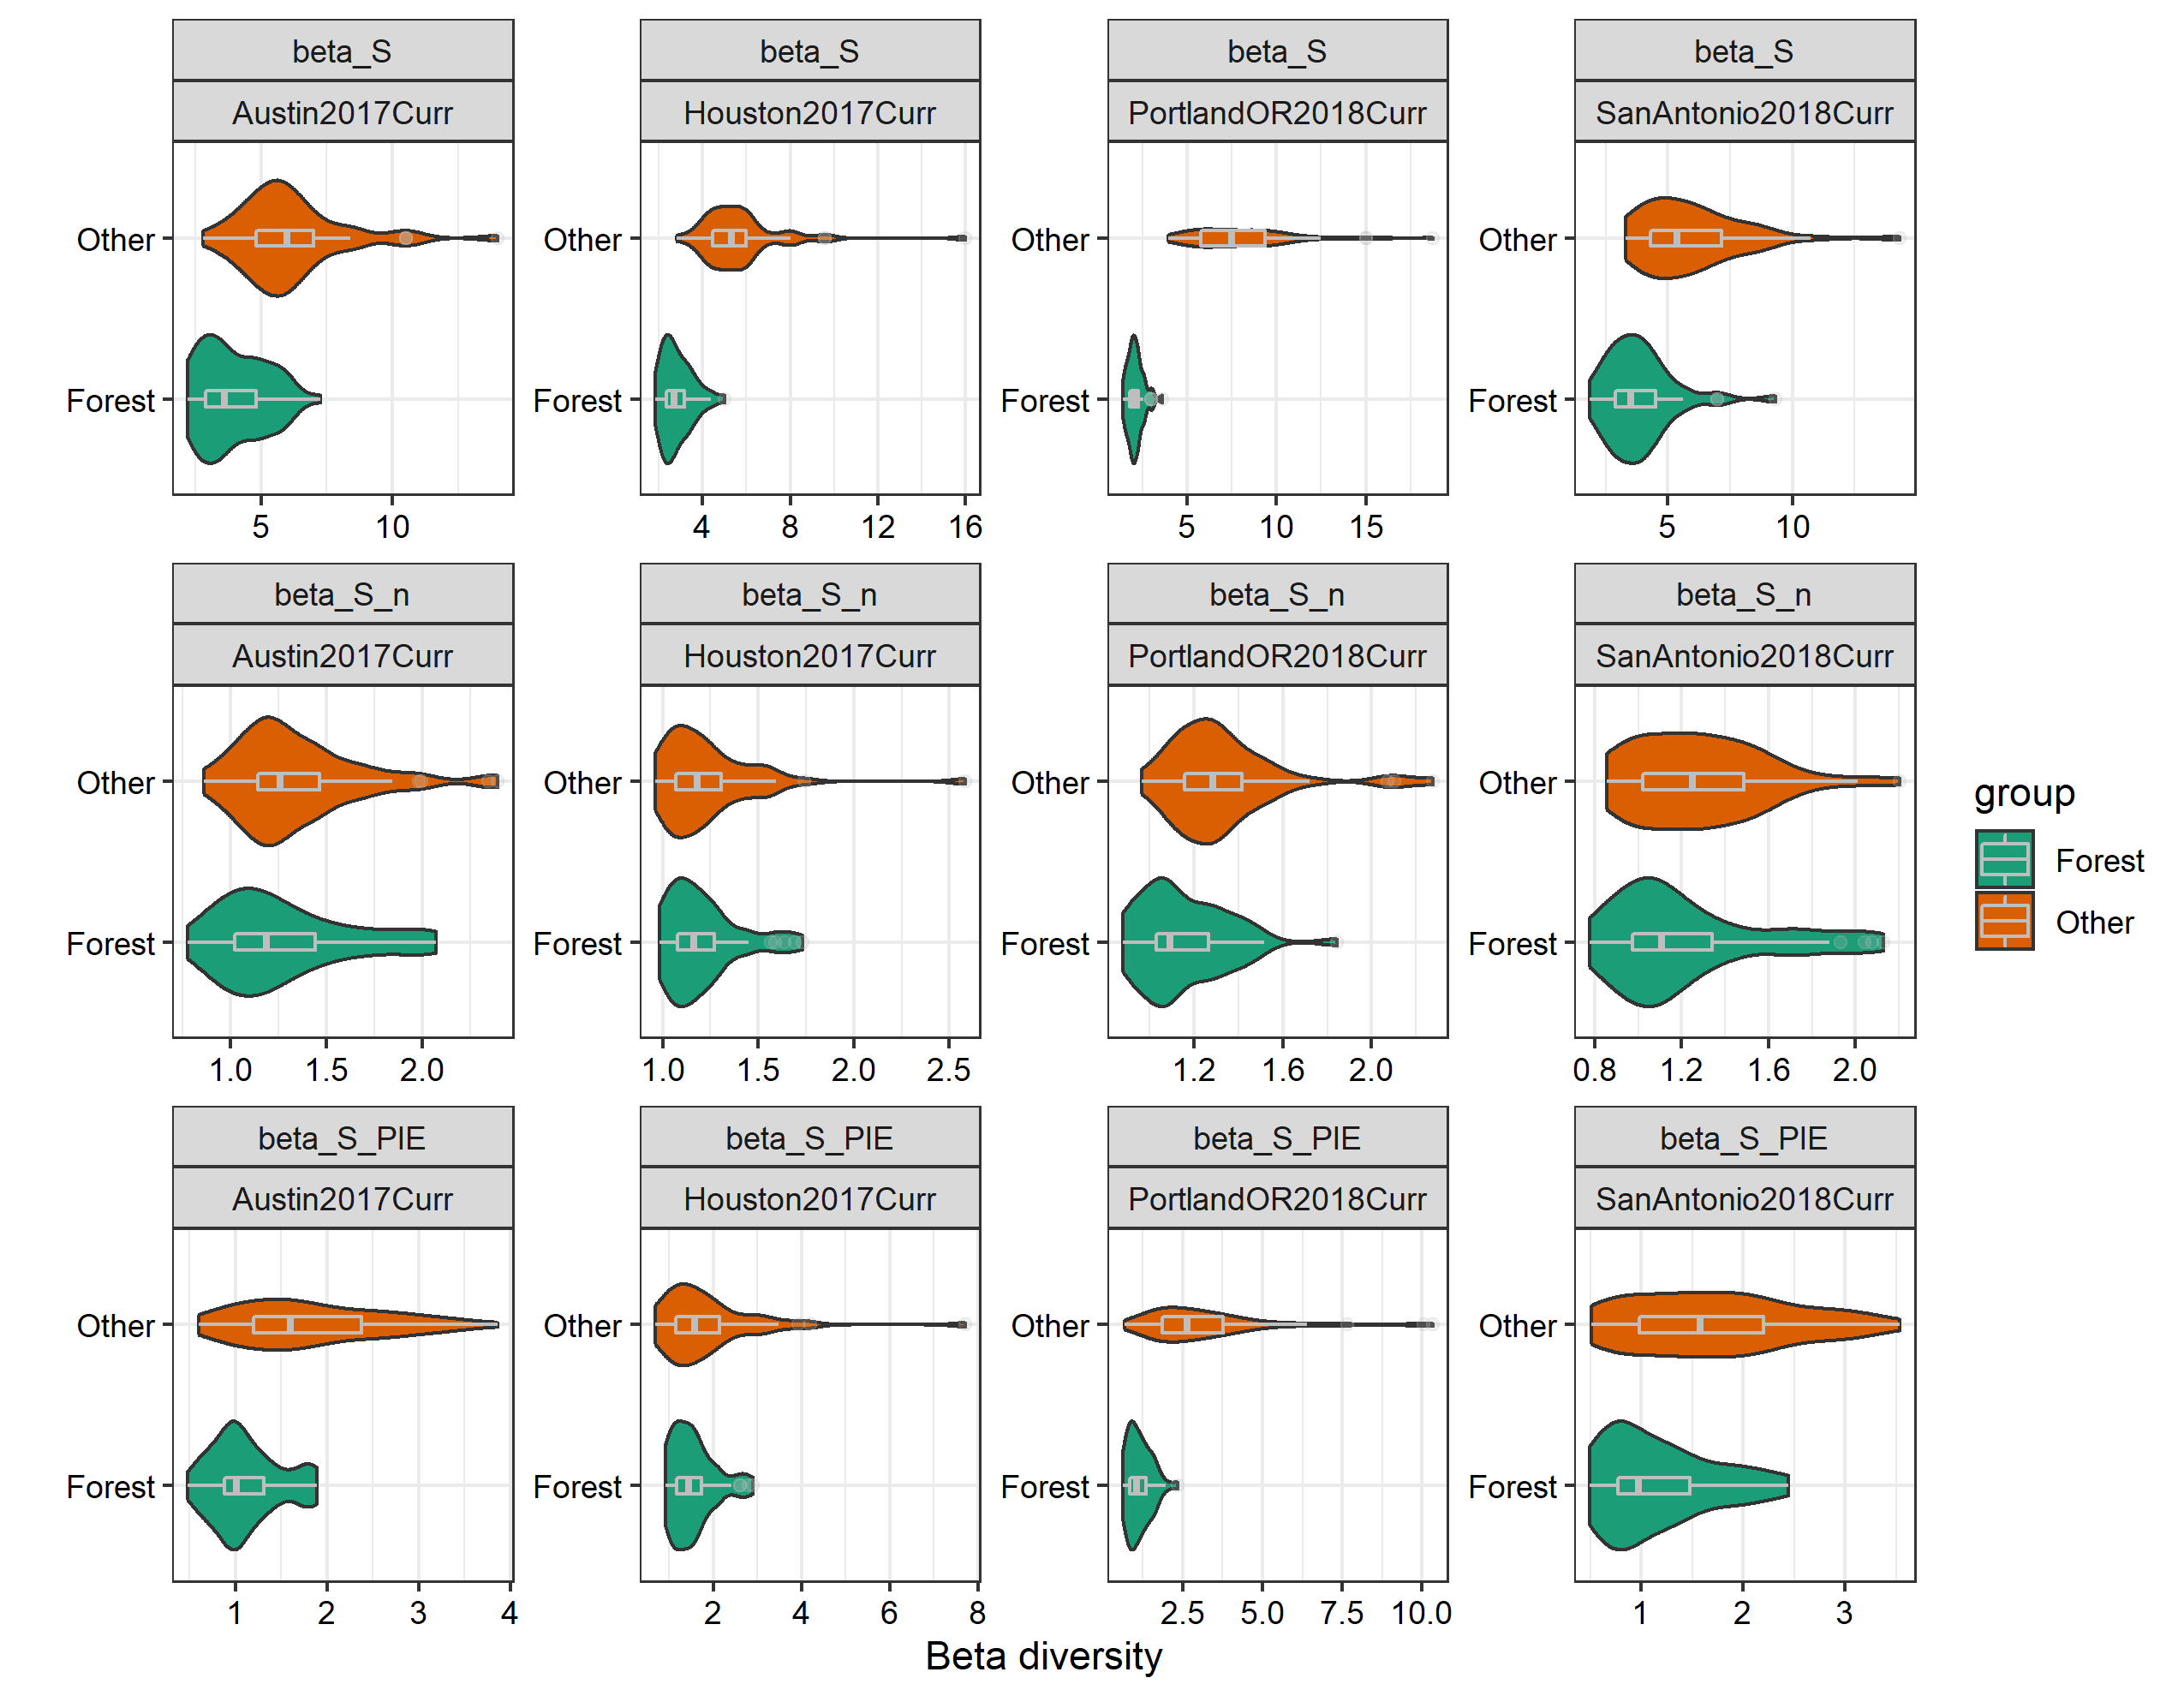 beta_S beta_S beta_S beta_S
Austin2017Curr Houston2017Curr PortlandOR2018Curr SanAntonio2018Curr
Other Other Other Other
Forest Forest Forest Forest
5 10 4 8 12 16 5 10 15 5 10
beta_S_n beta_S_n beta_S_n beta_S_n
Austin2017Curr Houston2017Curr PortlandOR2018Curr SanAntonio2018Curr
Other Other Other Other
Forest Forest Forest Forest
1.0 1.5 2.0 1.0 1.5 2.0 2.5 1.2 1.6 2.0 0.8 1.2 1.6 2.0
beta_S_PIE beta_S_PIE beta_S_PIE beta_S_PIE
Austin2017Curr Houston2017Curr PortlandOR2018Curr SanAntonio2018Curr
Other Other Other Other
Forest Forest Forest Forest
1 2 3 4 2 4 6 8 2.5 5.0 7.5 10.0 1 2 3
Beta diversity
group
Forest
Other